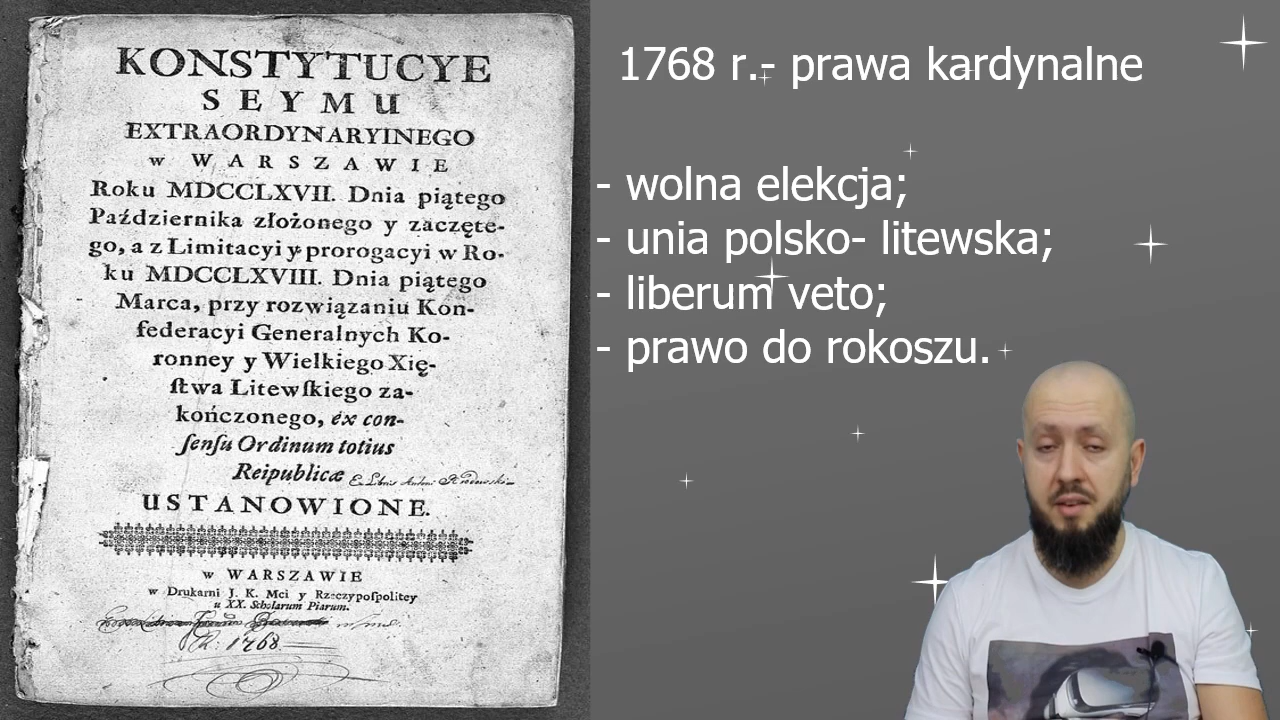 KONSTYTUCYE
SEYMU
EXTRAORDYNARYINEGO
w WARSZAWIE
Roku MDCCLXVII. Dnia piątego
Października złożonego y zaczęte-
go, a z Limitacyi y prorogacyi w Ro-
ku MDCCLXVIII. Dnia piątego
Marca, przy rozwiązaniu Kon-
federacyi Generalnych Ko-
ronney y Wielkiego Xię-
ſtwa Litewſkiego za-
kończonego, ex con-
ſenſu Ordinum totius
Reipublicæ Ex Libris Antoni
USTANOWIONE.
w WARSZAWIE
w Drukarni J. K. Mci y Rzeczypoſpolitey
u XX. Scholarum Piarum.
1768
1768 r.- prawa kardynalne
- wolna elekcja;
- unia polsko- litewska;
- liberum veto;
- prawo do rokoszu.